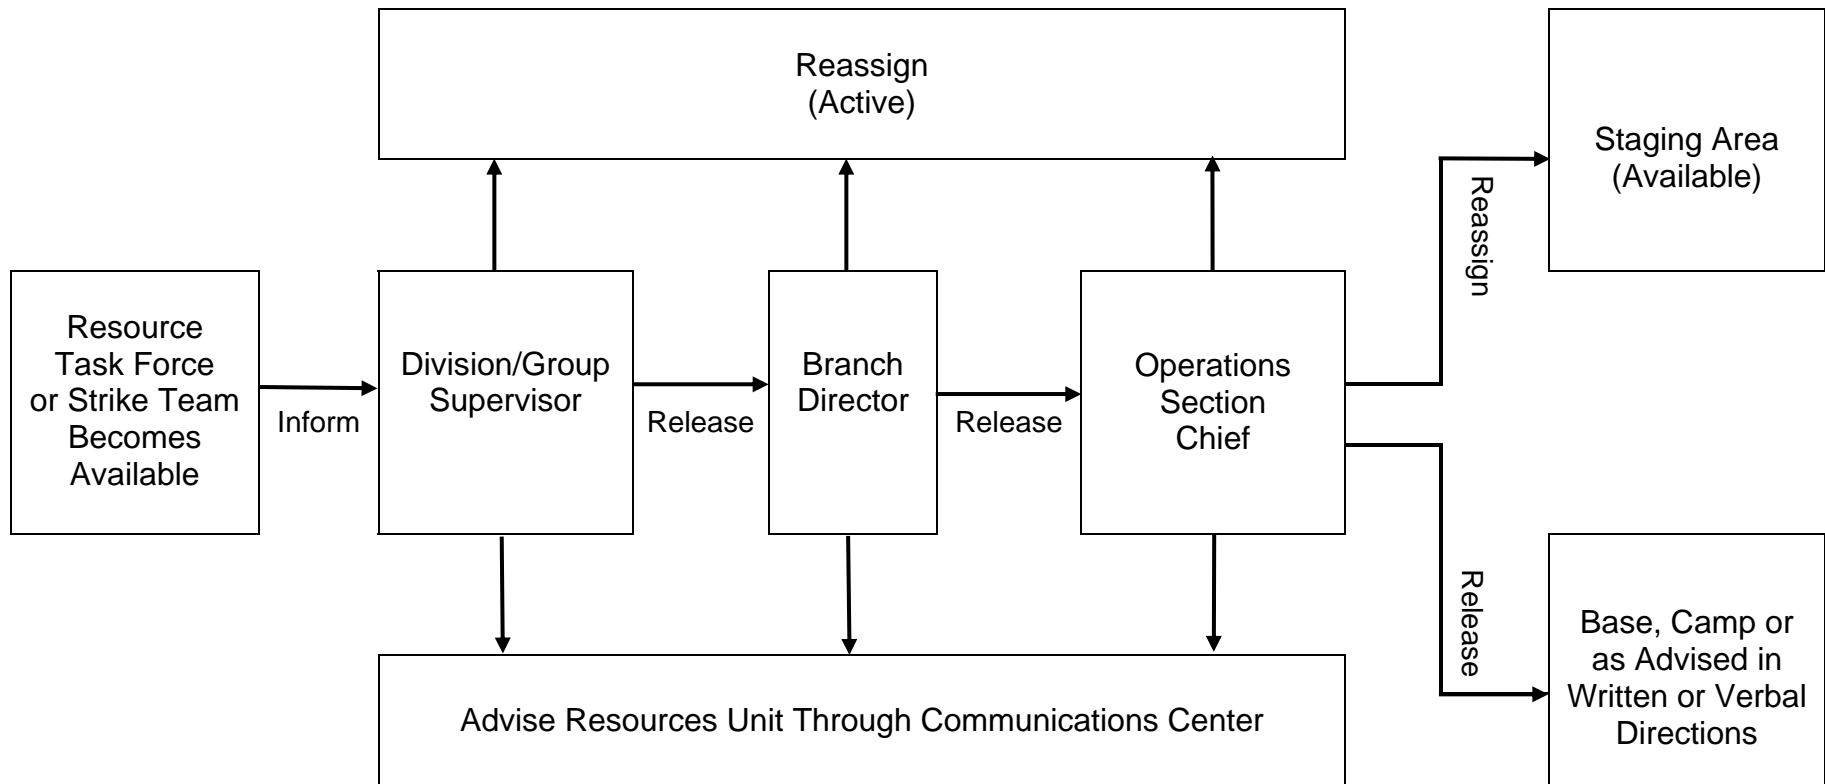 Reassign
(Active)
Staging Area
(Available)
Reassign
Resource
Task Force
or Strike Team
Becomes
Available
Inform
Division/Group
Supervisor
Release
Branch
Director
Release
Operations
Section
Chief
Release
Base, Camp or
as Advised in
Written or Verbal
Directions
Advise Resources Unit Through Communications Center